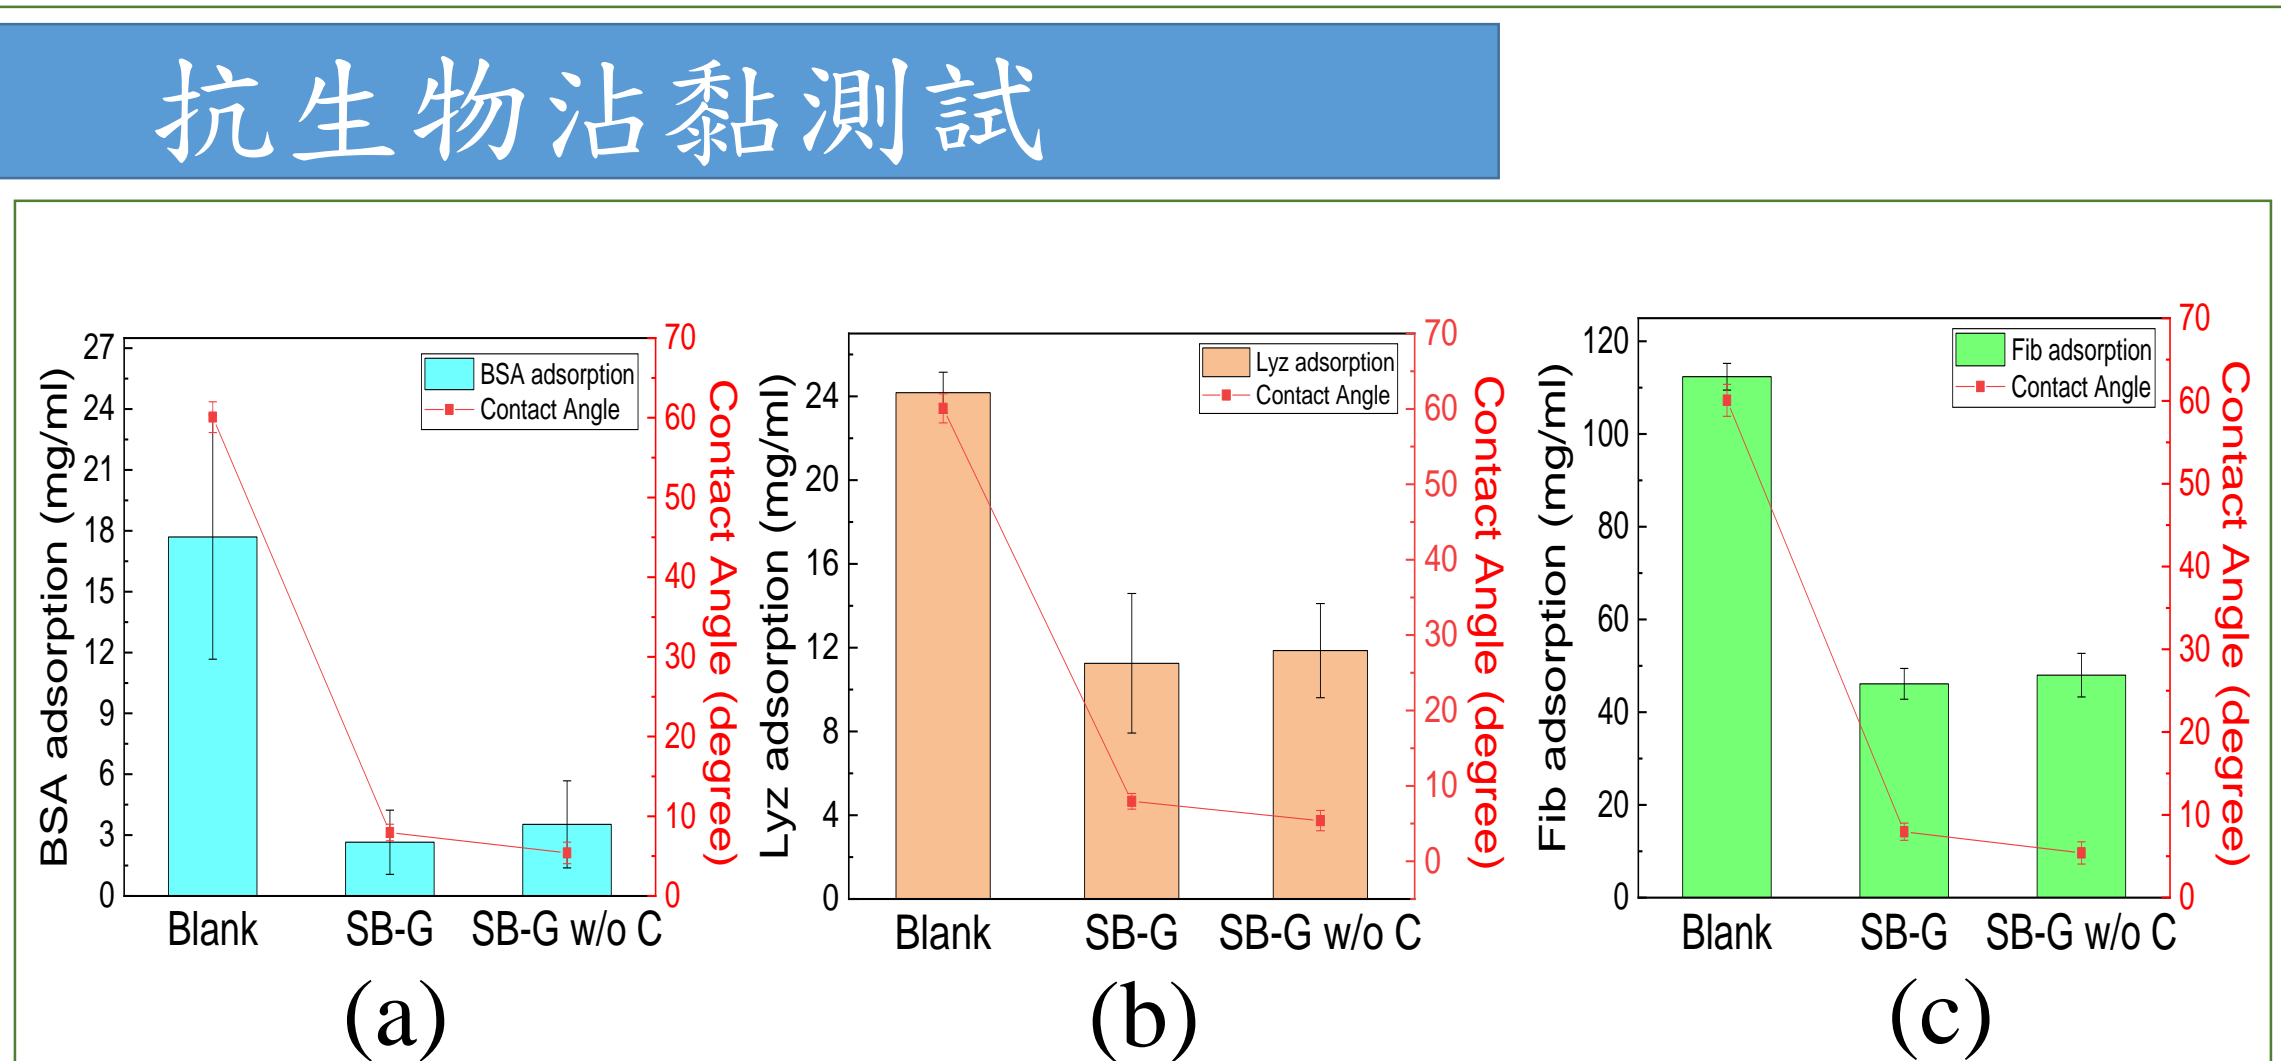 抗生物沾黏測試
27
24
21
18
15
12
9
6
3
0
BSA adsorption (mg/ml)
BSA adsorption
Contact Angle
70
60
50
40
30
20
10
0
Contact Angle (degree)
Blank SB-G SB-G w/o C
(a)
24
20
16
12
8
4
0
Lyz adsorption (mg/ml)
Lyz adsorption
Contact Angle
70
60
50
40
30
20
10
0
Contact Angle (degree)
Blank SB-G SB-G w/o C
(b)
120
100
80
60
40
20
0
Fib adsorption (mg/ml)
Fib adsorption
Contact Angle
70
60
50
40
30
20
10
0
Contact Angle (degree)
Blank SB-G SB-G w/o C
(c)